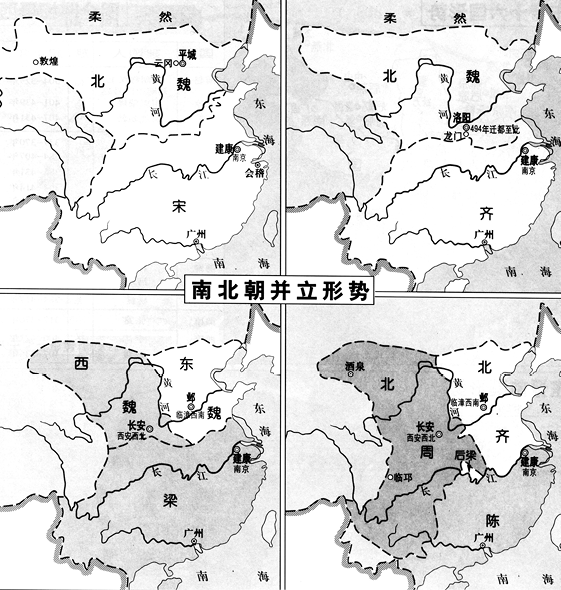 柔 然
敦煌
云冈
平城
北 魏
黄
河
东
海
建康
南京
会稽
长 江
宋
广州
南 海
柔 然
北 魏
黄
河
洛阳
龙门
494年迁都至此
东
海
建康
南京
长 江
齐
广州
南 海
南北朝并立形势
西 东
魏 魏
黄
河
邺
临漳西南
长安
西安西北
东
海
建康
南京
长 江
梁
广州
南 海
酒泉
北 北
黄
河
邺
临漳西南
长安
西安西北
周 齐
后梁
临邛
东
海
建康
南京
长 江
陈
广州
南 海